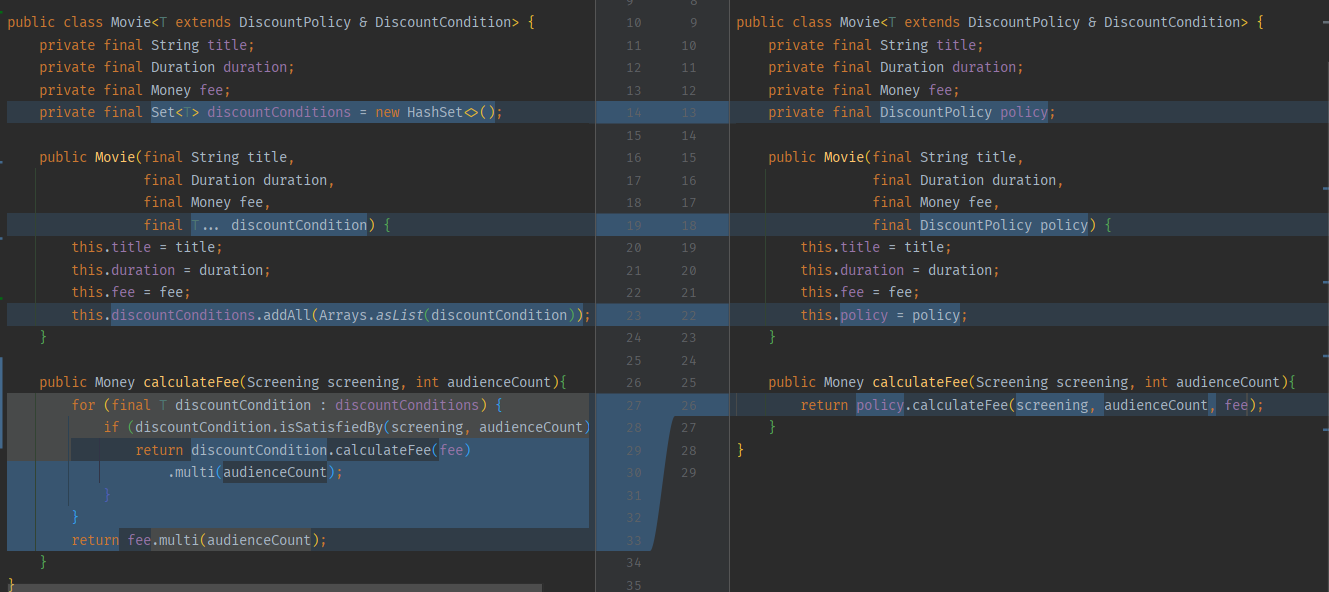 9 8
public class Movie<T extends DiscountPolicy & DiscountCondition> { 10 9 public class Movie<T extends DiscountPolicy & DiscountCondition> {
private final String title; 11 10 private final String title;
private final Duration duration; 12 11 private final Duration duration;
private final Money fee; 13 12 private final Money fee;
private final Set<T> discountConditions = new HashSet<>(); 14 13 private final DiscountPolicy policy;
15 14
public Movie(final String title, 16 15 public Movie(final String title,
final Duration duration, 17 16 final Duration duration,
final Money fee, 18 17 final Money fee,
final T... discountCondition) { 19 18 final DiscountPolicy policy) {
this.title = title; 20 19 this.title = title;
this.duration = duration; 21 20 this.duration = duration;
this.fee = fee; 22 21 this.fee = fee;
this.discountConditions.addAll(Arrays.asList(discountCondition)); 23 22 this.policy = policy;
} 24 23 }
25 24
public Money calculateFee(Screening screening, int audienceCount){ 26 25 public Money calculateFee(Screening screening, int audienceCount){
for (final T discountCondition : discountConditions) { 27 26 return policy.calculateFee(screening, audienceCount, fee);
if (discountCondition.isSatisfiedBy(screening, audienceCount) 28 27 }
return discountCondition.calculateFee(fee) 29 28 }
.multi(audienceCount); 30 29
} 31
} 32
return fee.multi(audienceCount); 33
} 34
} 35